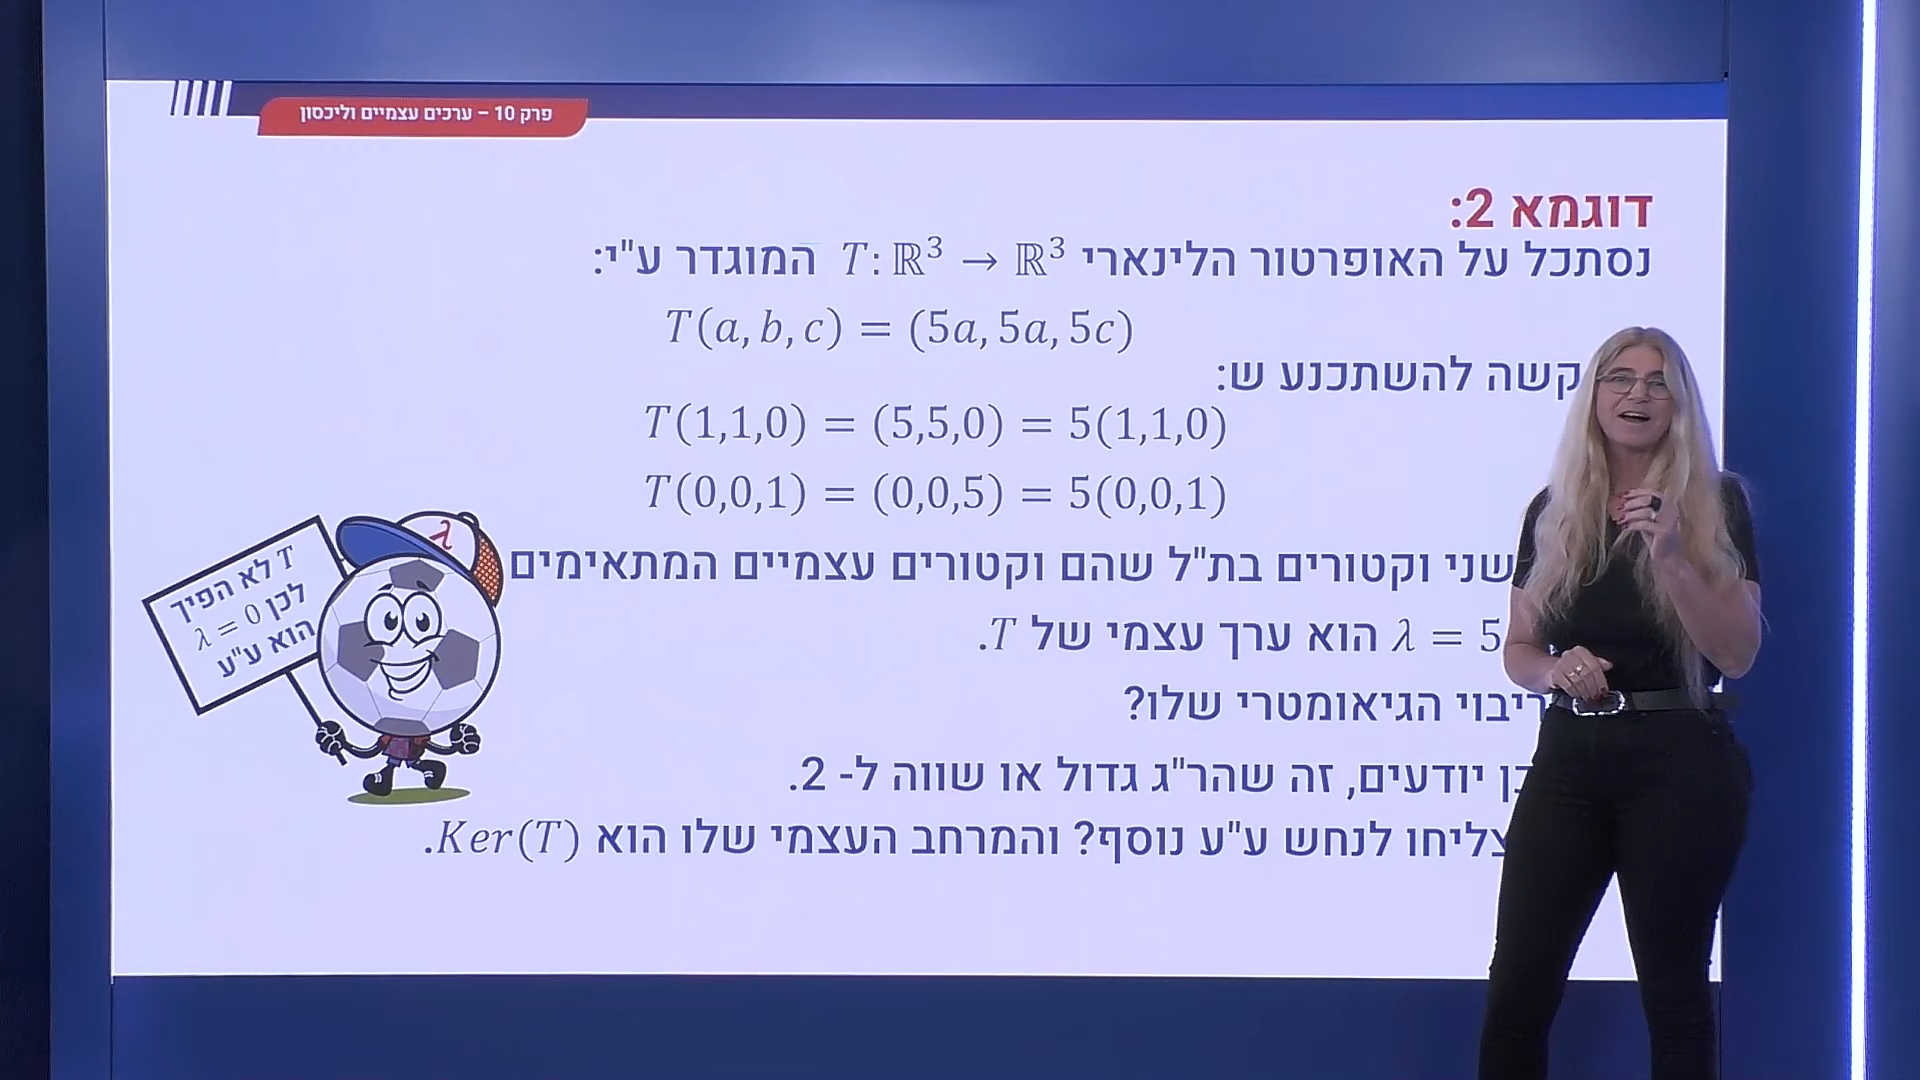 פרק 10 – ערכים עצמיים וליכסון
דוגמא 2:
נסתכל על האופרטור הלינארי T: ℝ³ → ℝ³ המוגדר ע"י:
T(a, b, c) = (5a, 5a, 5c)
קשה להשתכנע ש:
T(1,1,0) = (5,5,0) = 5(1,1,0)
T(0,0,1) = (0,0,5) = 5(0,0,1)
שני וקטורים בת"ל שהם וקטורים עצמיים המתאימים
λ = 5 הוא ערך עצמי של T.
ריבוי הגיאומטרי שלו?
כן יודעים, זה שהר"ג גדול או שווה ל- 2.
צליחו לנחש ע"ע נוסף? והמרחב העצמי שלו הוא Ker(T).
λ
T לא הפיך
לכן λ = 0
הוא ע"ע